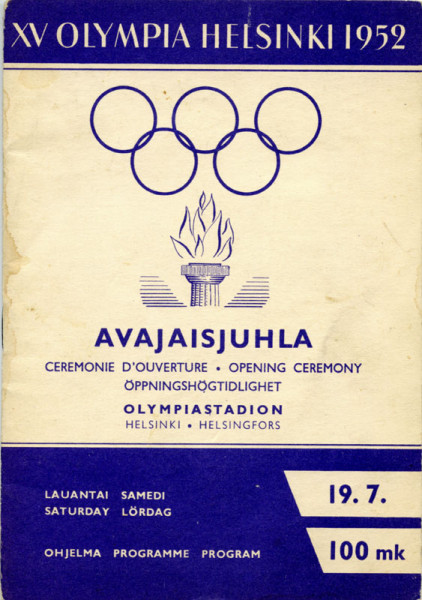 XV OLYMPIA HELSINKI 1952
AVAJAISJUHLA
CEREMONIE D'OUVERTURE • OPENING CEREMONY
ÖPPNINGSHÖGTIDLIGHET
OLYMPIASTADION
HELSINKI • HELSINGFORS
LAUANTAI SAMEDI
SATURDAY LÖRDAG
19. 7.
OHJELMA PROGRAMME PROGRAM
100 mk